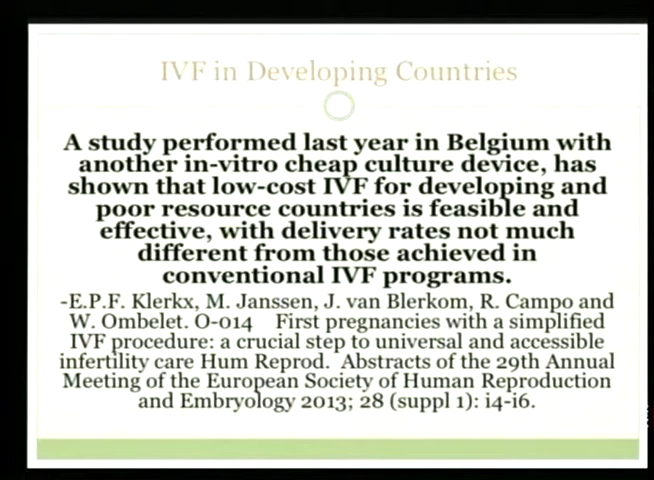 IVF in Developing Countries
A study performed last year in Belgium with
another in-vitro cheap culture device, has
shown that low-cost IVF for developing and
poor resource countries is feasible and
effective, with delivery rates not much
different from those achieved in
conventional IVF programs.
-E.P.F. Klerkx, M. Janssen, J. van Blerkom, R. Campo and
W. Ombelet. O-014 First pregnancies with a simplified
IVF procedure: a crucial step to universal and accessible
infertility care Hum Reprod. Abstracts of the 29th Annual
Meeting of the European Society of Human Reproduction
and Embryology 2013; 28 (suppl 1): i4-i6.